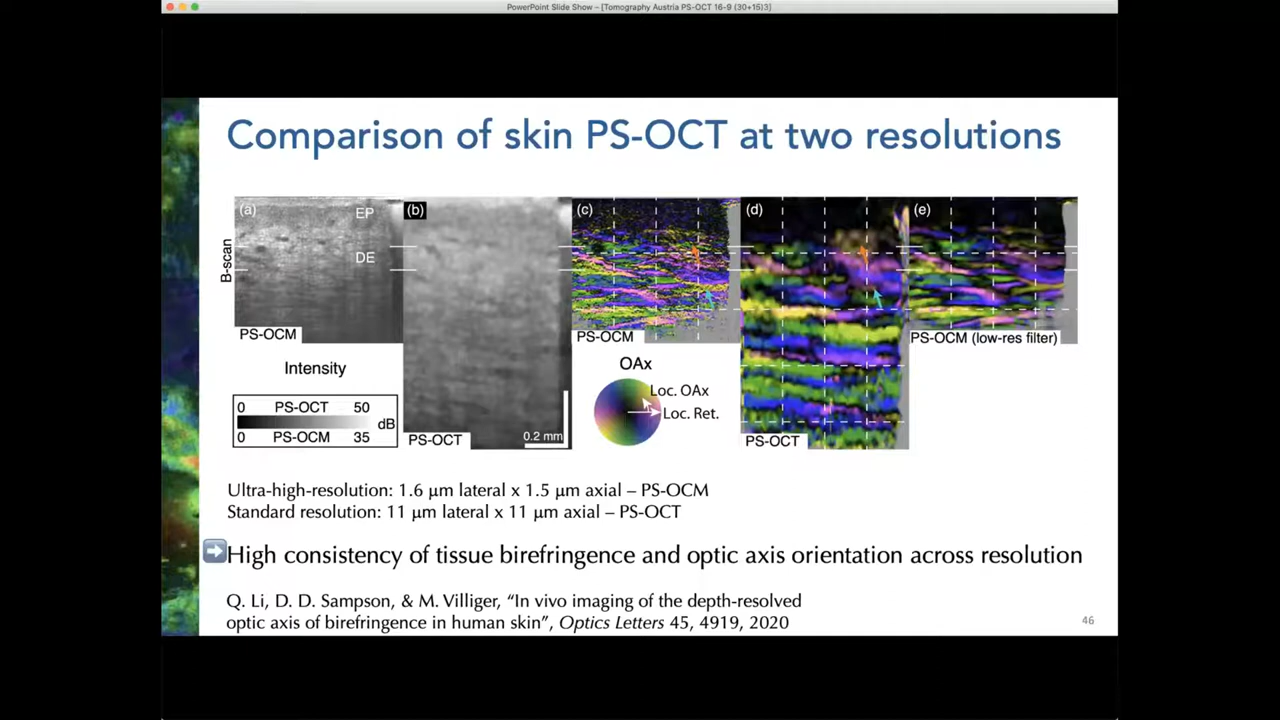 PowerPoint Slide Show – [Tomography Austria PS-OCT 16-9 (30+15)3]
Comparison of skin PS-OCT at two resolutions
(a)
EP
DE
B-scan
PS-OCM
(b)
PS-OCT
0.2 mm
(c)
PS-OCM
(d)
PS-OCT
(e)
PS-OCM (low-res filter)
Intensity
0 PS-OCT 50
dB
0 PS-OCM 35
OAx
Loc. OAx
Loc. Ret.
Ultra-high-resolution: 1.6 µm lateral x 1.5 µm axial – PS-OCM
Standard resolution: 11 µm lateral x 11 µm axial – PS-OCT
High consistency of tissue birefringence and optic axis orientation across resolution
Q. Li, D. D. Sampson, & M. Villiger, “In vivo imaging of the depth-resolved
optic axis of birefringence in human skin”, Optics Letters 45, 4919, 2020
46